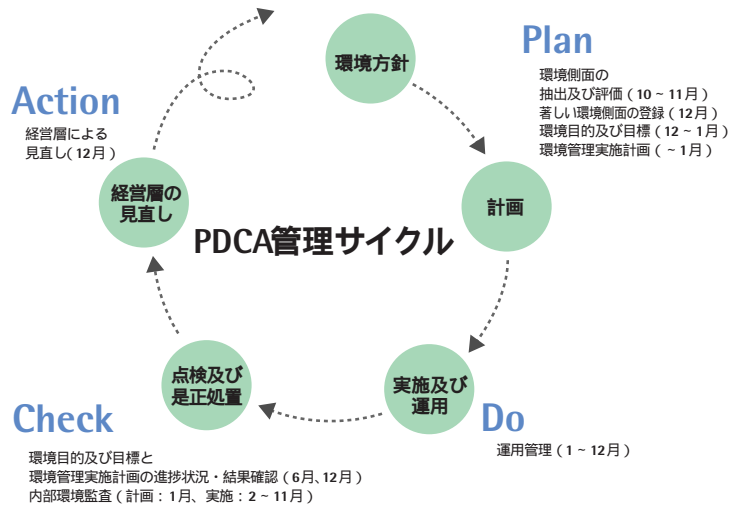 環境方針
Plan
環境側面の
抽出及び評価（10 ~ 11月）
著しい環境側面の登録（12月）
環境目的及び目標（12 ~ 1月）
環境管理実施計画（ ~ 1月）
計画
Do
運用管理（1 ~ 12月）
実施及び
運用
点検及び
是正処置
Check
環境目的及び目標と
環境管理実施計画の進捗状況・結果確認（6月、12月）
内部環境監査（計画：1月、実施：2 ~ 11月）
経営層の
見直し
Action
経営層による
見直し（12月）
PDCA管理サイクル